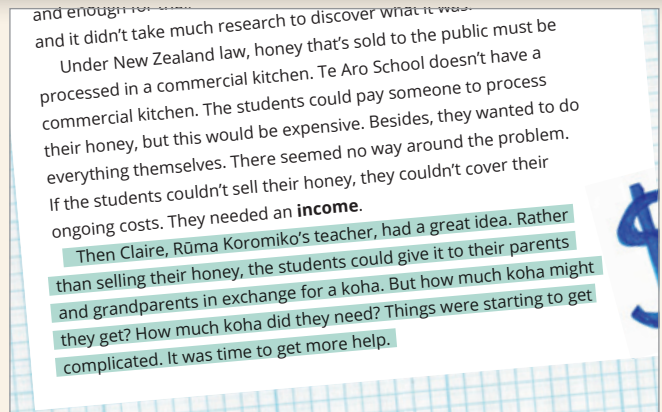 and enough for
and it didn’t take much research to discover what it was.
Under New Zealand law, honey that’s sold to the public must be
processed in a commercial kitchen. Te Aro School doesn’t have a
commercial kitchen. The students could pay someone to process
their honey, but this would be expensive. Besides, they wanted to do
everything themselves. There seemed no way around the problem.
If the students couldn’t sell their honey, they couldn’t cover their
ongoing costs. They needed an income.
Then Claire, Rūma Koromiko’s teacher, had a great idea. Rather
than selling their honey, the students could give it to their parents
and grandparents in exchange for a koha. But how much koha might
they get? How much koha did they need? Things were starting to get
complicated. It was time to get more help.
$